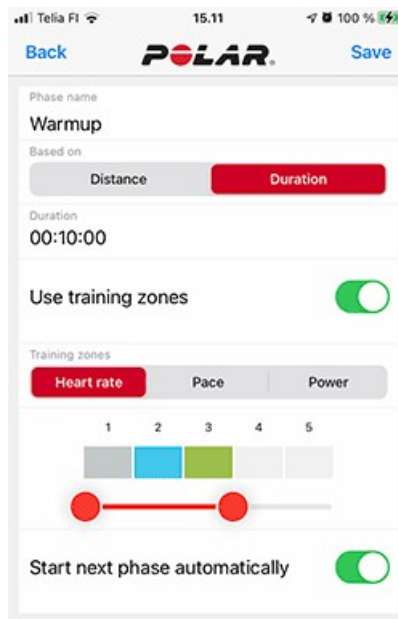 Telia FI 15.11 100 %
Back POLAR. Save
Phase name
Warmup
Based on
Distance Duration
Duration
00:10:00
Use training zones
Training zones
Heart rate Pace Power
1 2 3 4 5
Start next phase automatically